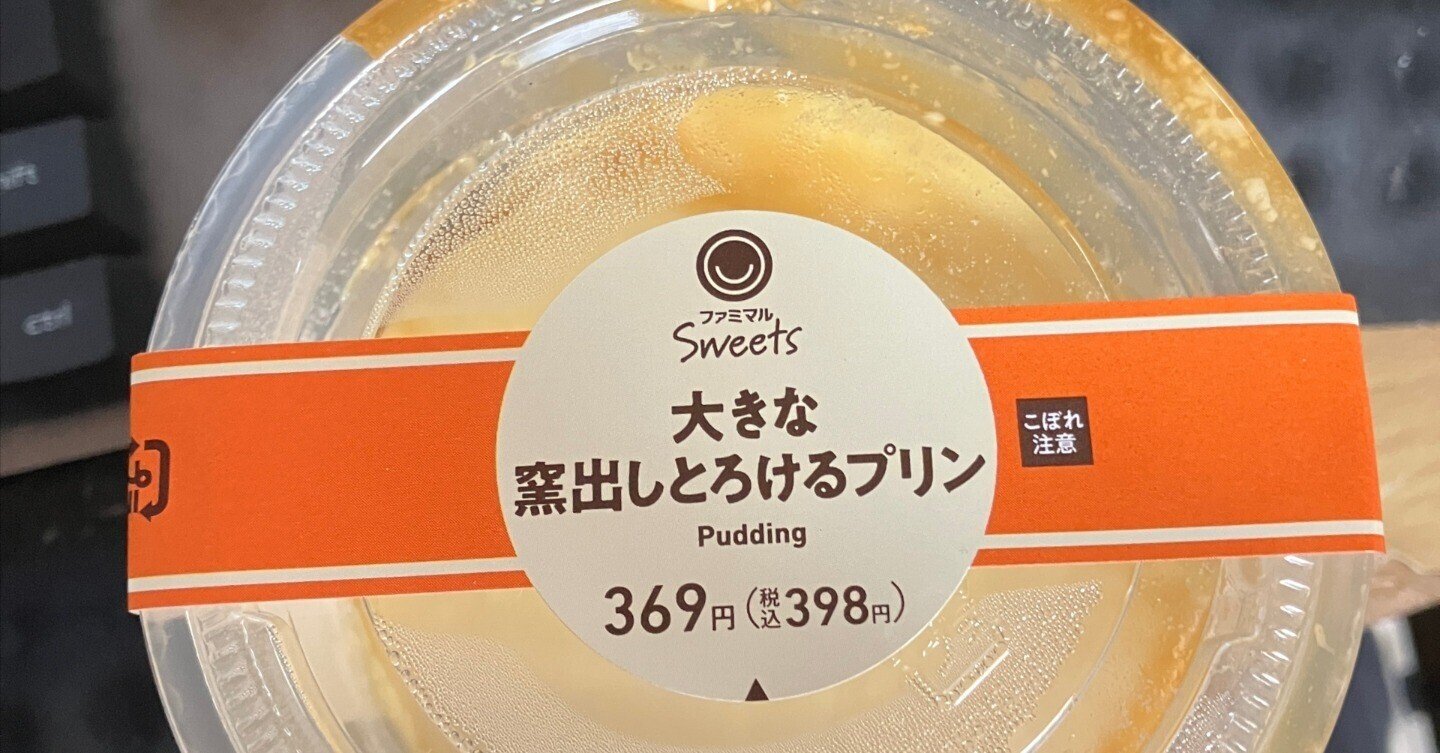 ファミマル
Sweets
大きな
窯出しとろけるプリン
Pudding
369円(税込398円)
こぼれ
注意
ctrl